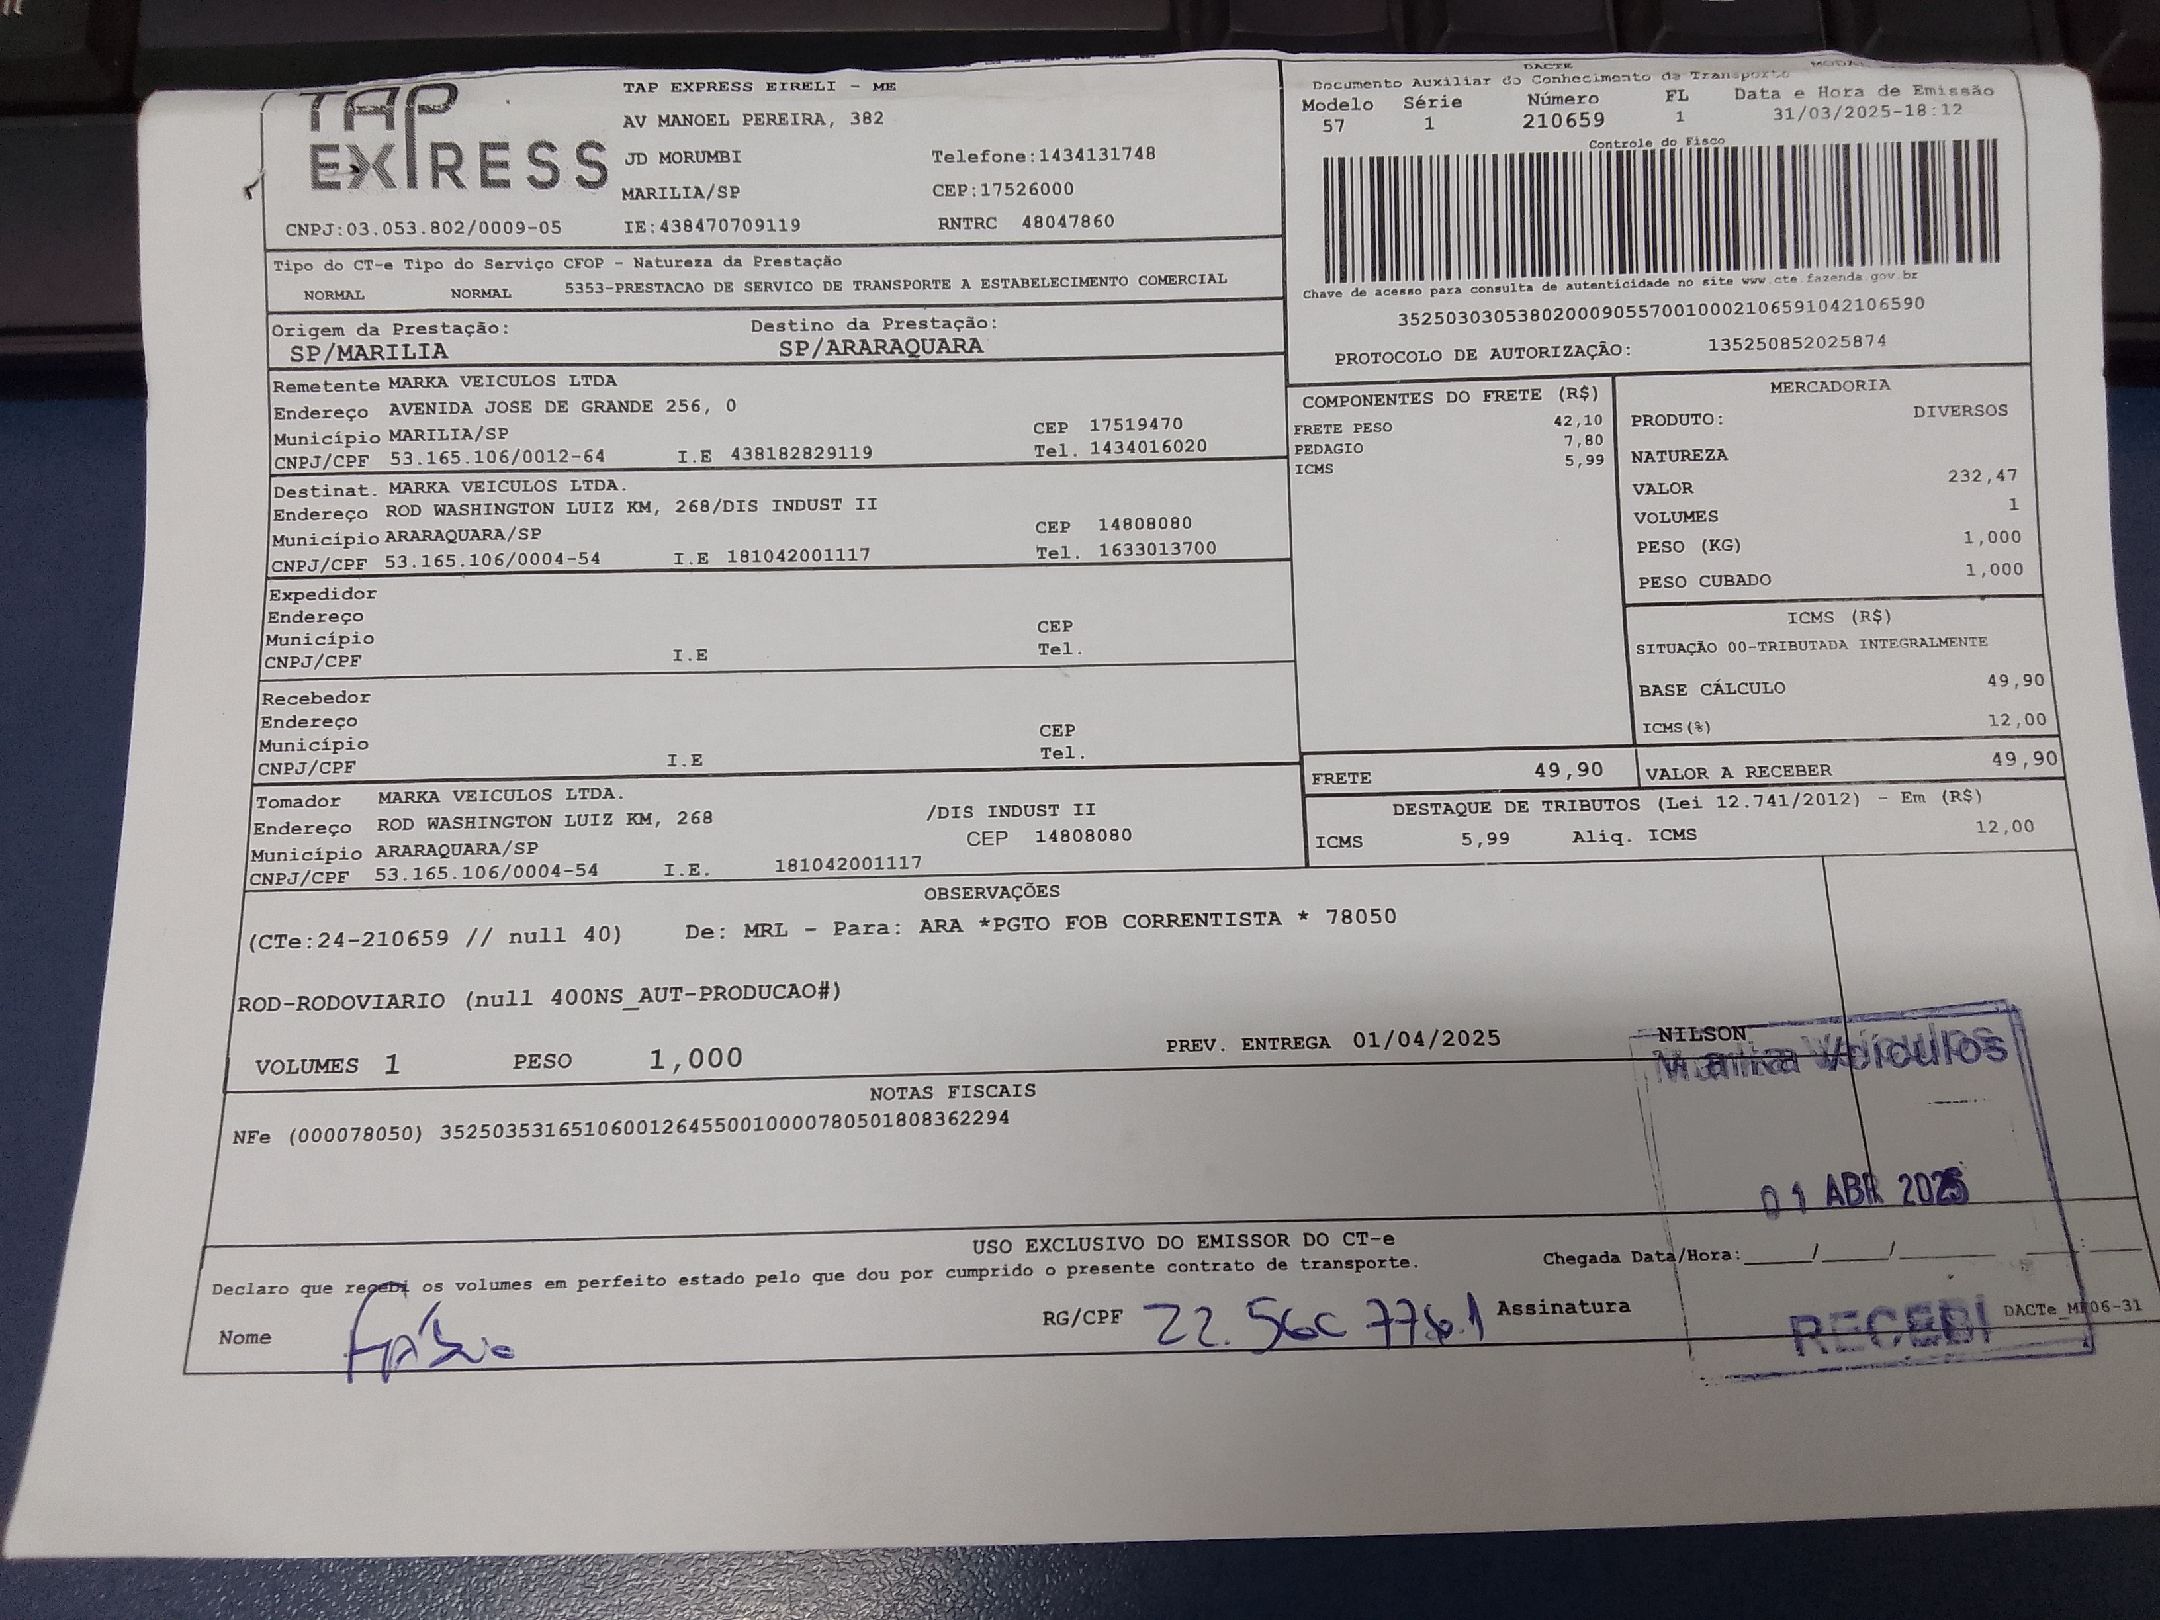 TAP
EXPRESS
TAP EXPRESS EIRELI - ME
AV MANOEL PEREIRA, 382
JD MORUMBI Telefone:1434131748
MARILIA/SP CEP:17526000
CNPJ:03.053.802/0009-05 IE:438470709119 RNTRC 48047860
DACTE
Documento Auxiliar do Conhecimento de Transporte
Modelo Série Número FL Data e Hora de Emissão
57 1 210659 1 31/03/2025-18:12
Controle do Fisco
Chave de acesso para consulta de autenticidade no site www.cte.fazenda.gov.br
35250303053802000905570010002106591042106590
PROTOCOLO DE AUTORIZAÇÃO: 135250852025874
Tipo do CT-e Tipo do Serviço CFOP - Natureza da Prestação
NORMAL NORMAL 5353-PRESTACAO DE SERVICO DE TRANSPORTE A ESTABELECIMENTO COMERCIAL
Origem da Prestação: Destino da Prestação:
SP/MARILIA SP/ARARAQUARA
Remetente MARKA VEICULOS LTDA
Endereço AVENIDA JOSE DE GRANDE 256, 0
Município MARILIA/SP CEP 17519470
CNPJ/CPF 53.165.106/0012-64 I.E 438182829119 Tel. 1434016020
Destinat. MARKA VEICULOS LTDA.
Endereço ROD WASHINGTON LUIZ KM, 268/DIS INDUST II
Município ARARAQUARA/SP CEP 14808080
CNPJ/CPF 53.165.106/0004-54 I.E 181042001117 Tel. 1633013700
Expedidor
Endereço
Município CEP
CNPJ/CPF I.E Tel.
Recebedor
Endereço
Município CEP
CNPJ/CPF I.E Tel.
Tomador MARKA VEICULOS LTDA.
Endereço ROD WASHINGTON LUIZ KM, 268 /DIS INDUST II
Município ARARAQUARA/SP CEP 14808080
CNPJ/CPF 53.165.106/0004-54 I.E. 181042001117
COMPONENTES DO FRETE (R$)
FRETE PESO 42,10
PEDAGIO 7,80
ICMS 5,99
MERCADORIA
PRODUTO: DIVERSOS
NATUREZA
VALOR 232,47
VOLUMES 1
PESO (KG) 1,000
PESO CUBADO 1,000
ICMS (R$)
SITUAÇÃO 00-TRIBUTADA INTEGRALMENTE
BASE CÁLCULO 49,90
ICMS(%) 12,00
FRETE 49,90 VALOR A RECEBER 49,90
DESTAQUE DE TRIBUTOS (Lei 12.741/2012) - Em (R$)
ICMS 5,99 Aliq. ICMS 12,00
OBSERVAÇÕES
(CTe:24-210659 // null 40) De: MRL - Para: ARA *PGTO FOB CORRENTISTA * 78050
ROD-RODOVIARIO (null 400NS_AUT-PRODUCAO#)
VOLUMES 1 PESO 1,000 PREV. ENTREGA 01/04/2025 NILSON
Marka Veículos
NOTAS FISCAIS
NFe (000078050) 35250353165106001264550010000780501808362294
01 ABR 2025
USO EXCLUSIVO DO EMISSOR DO CT-e
Declaro que recebi os volumes em perfeito estado pelo que dou por cumprido o presente contrato de transporte. Chegada Data/Hora:_____/_____/_______ ___:___
Nome Fábio RG/CPF Assinatura
RECEBI DACTe_MF06-31